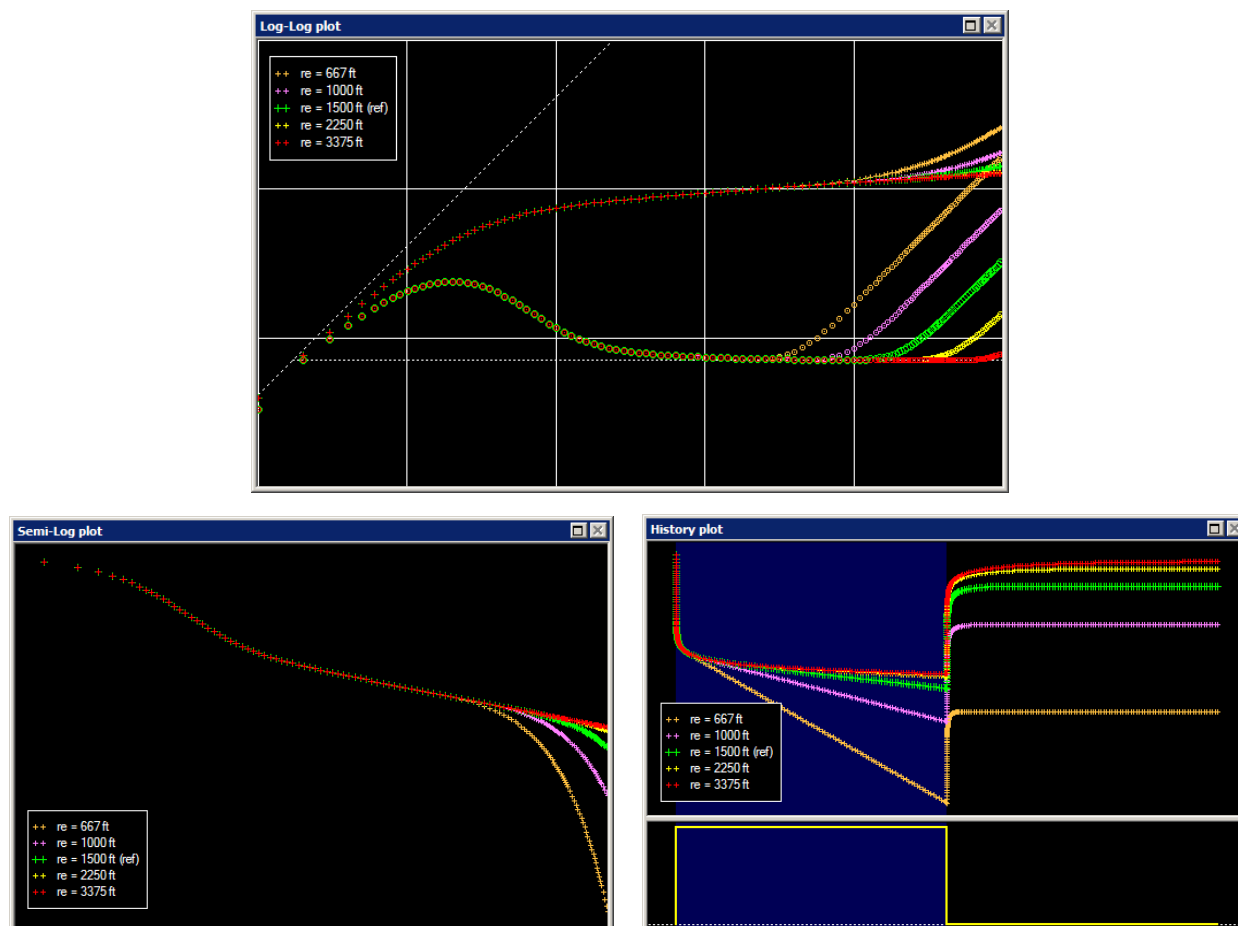 Log-Log plot
++ re = 667 ft
++ re = 1000 ft
++ re = 1500 ft (ref)
++ re = 2250 ft
++ re = 3375 ft
Semi-Log plot
++ re = 667 ft
++ re = 1000 ft
++ re = 1500 ft (ref)
++ re = 2250 ft
++ re = 3375 ft
History plot
++ re = 667 ft
++ re = 1000 ft
++ re = 1500 ft (ref)
++ re = 2250 ft
++ re = 3375 ft